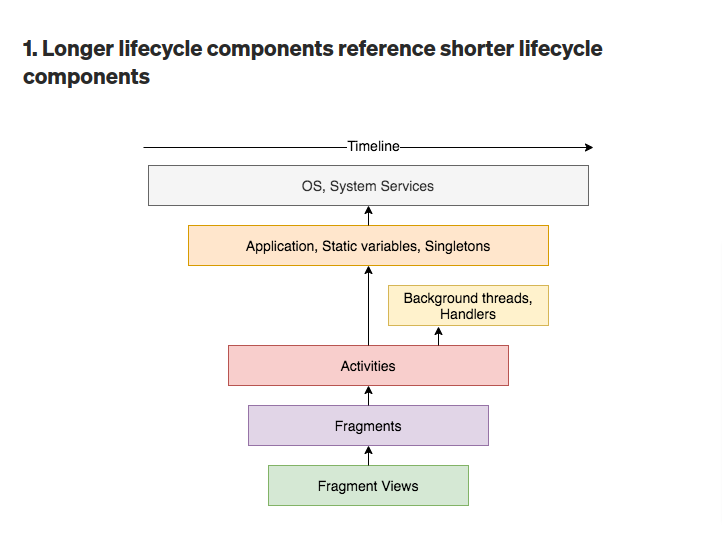 1. Longer lifecycle components reference shorter lifecycle
components
Timeline
OS, System Services
Application, Static variables, Singletons
Background threads,
Handlers
Activities
Fragments
Fragment Views